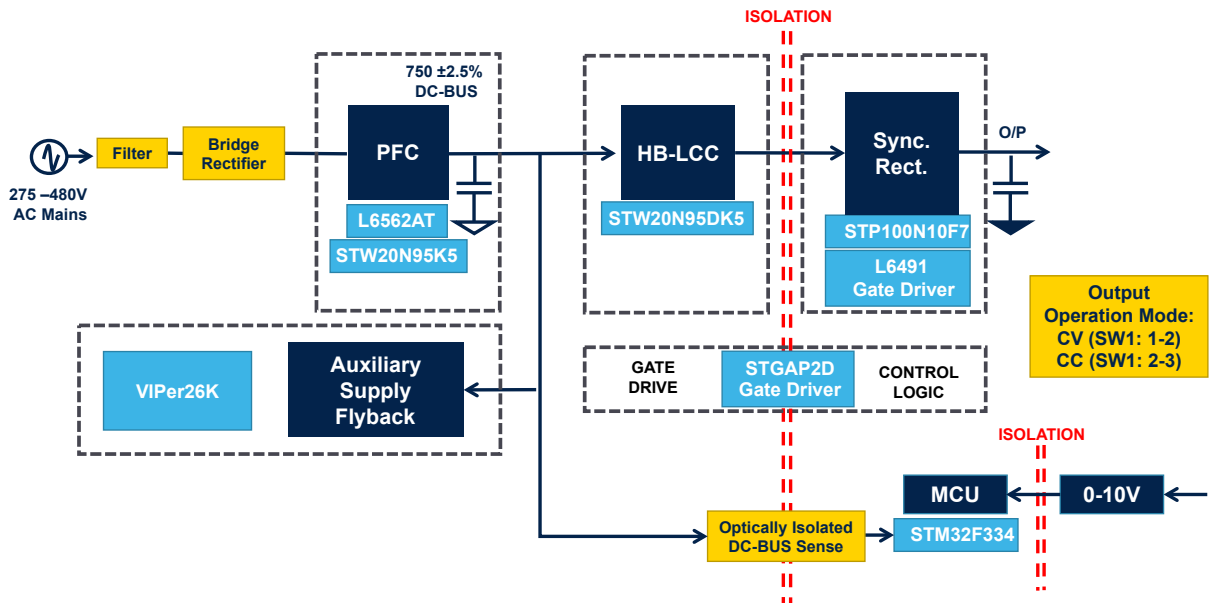 ISOLATION
750 ±2.5%
DC-BUS
275 –480V
AC Mains
Filter
Bridge
Rectifier
PFC
L6562AT
STW20N95K5
HB-LCC
STW20N95DK5
Sync.
Rect.
STP100N10F7
L6491
Gate Driver
O/P
Output
Operation Mode:
CV (SW1: 1-2)
CC (SW1: 2-3)
VIPer26K
Auxiliary
Supply
Flyback
GATE
DRIVE
STGAP2D
Gate Driver
CONTROL
LOGIC
ISOLATION
Optically Isolated
DC-BUS Sense
MCU
STM32F334
0-10V